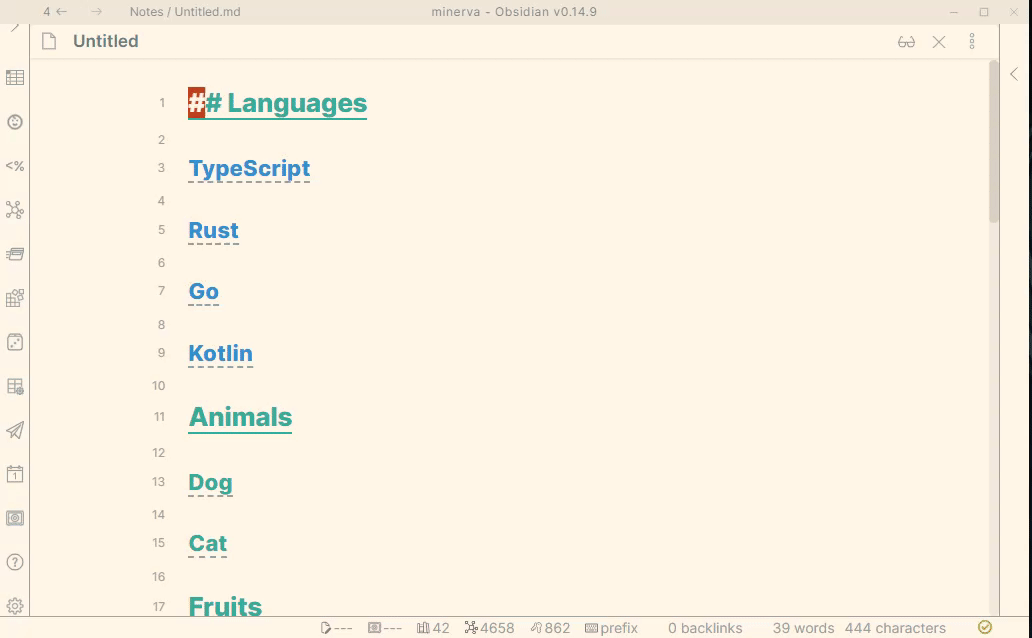 4 ← → Notes / Untitled.md minerva - Obsidian v0.14.9
Untitled
1 ## Languages
2
3 TypeScript
4
5 Rust
6
7 Go
8
9 Kotlin
10
11 Animals
12
13 Dog
14
15 Cat
16
17 Fruits
<%
1
?
--- --- 42 4658 862 prefix 0 backlinks 39 words 444 characters